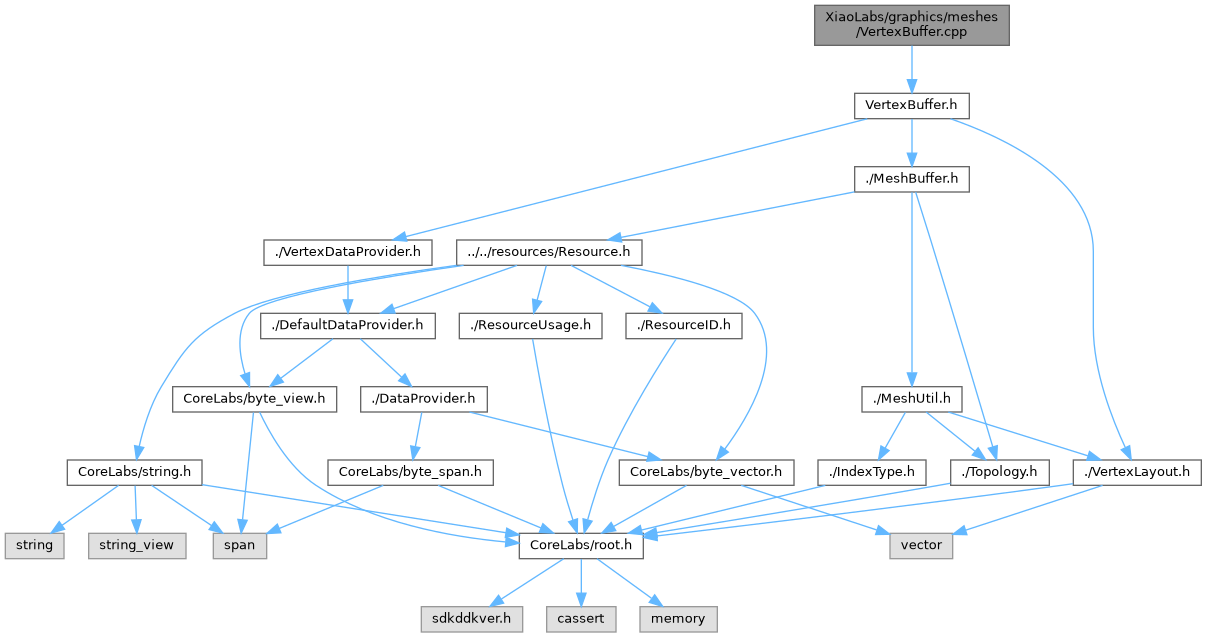 XiaoLabs/graphics/meshes
/VertexBuffer.cpp
VertexBuffer.h
./MeshBuffer.h
./VertexDataProvider.h
../../resources/Resource.h
./DefaultDataProvider.h
./ResourceUsage.h
./ResourceID.h
CoreLabs/byte_view.h
./DataProvider.h
./MeshUtil.h
CoreLabs/string.h
CoreLabs/byte_span.h
CoreLabs/byte_vector.h
./IndexType.h
./Topology.h
./VertexLayout.h
string
string_view
span
CoreLabs/root.h
vector
sdkddkver.h
cassert
memory